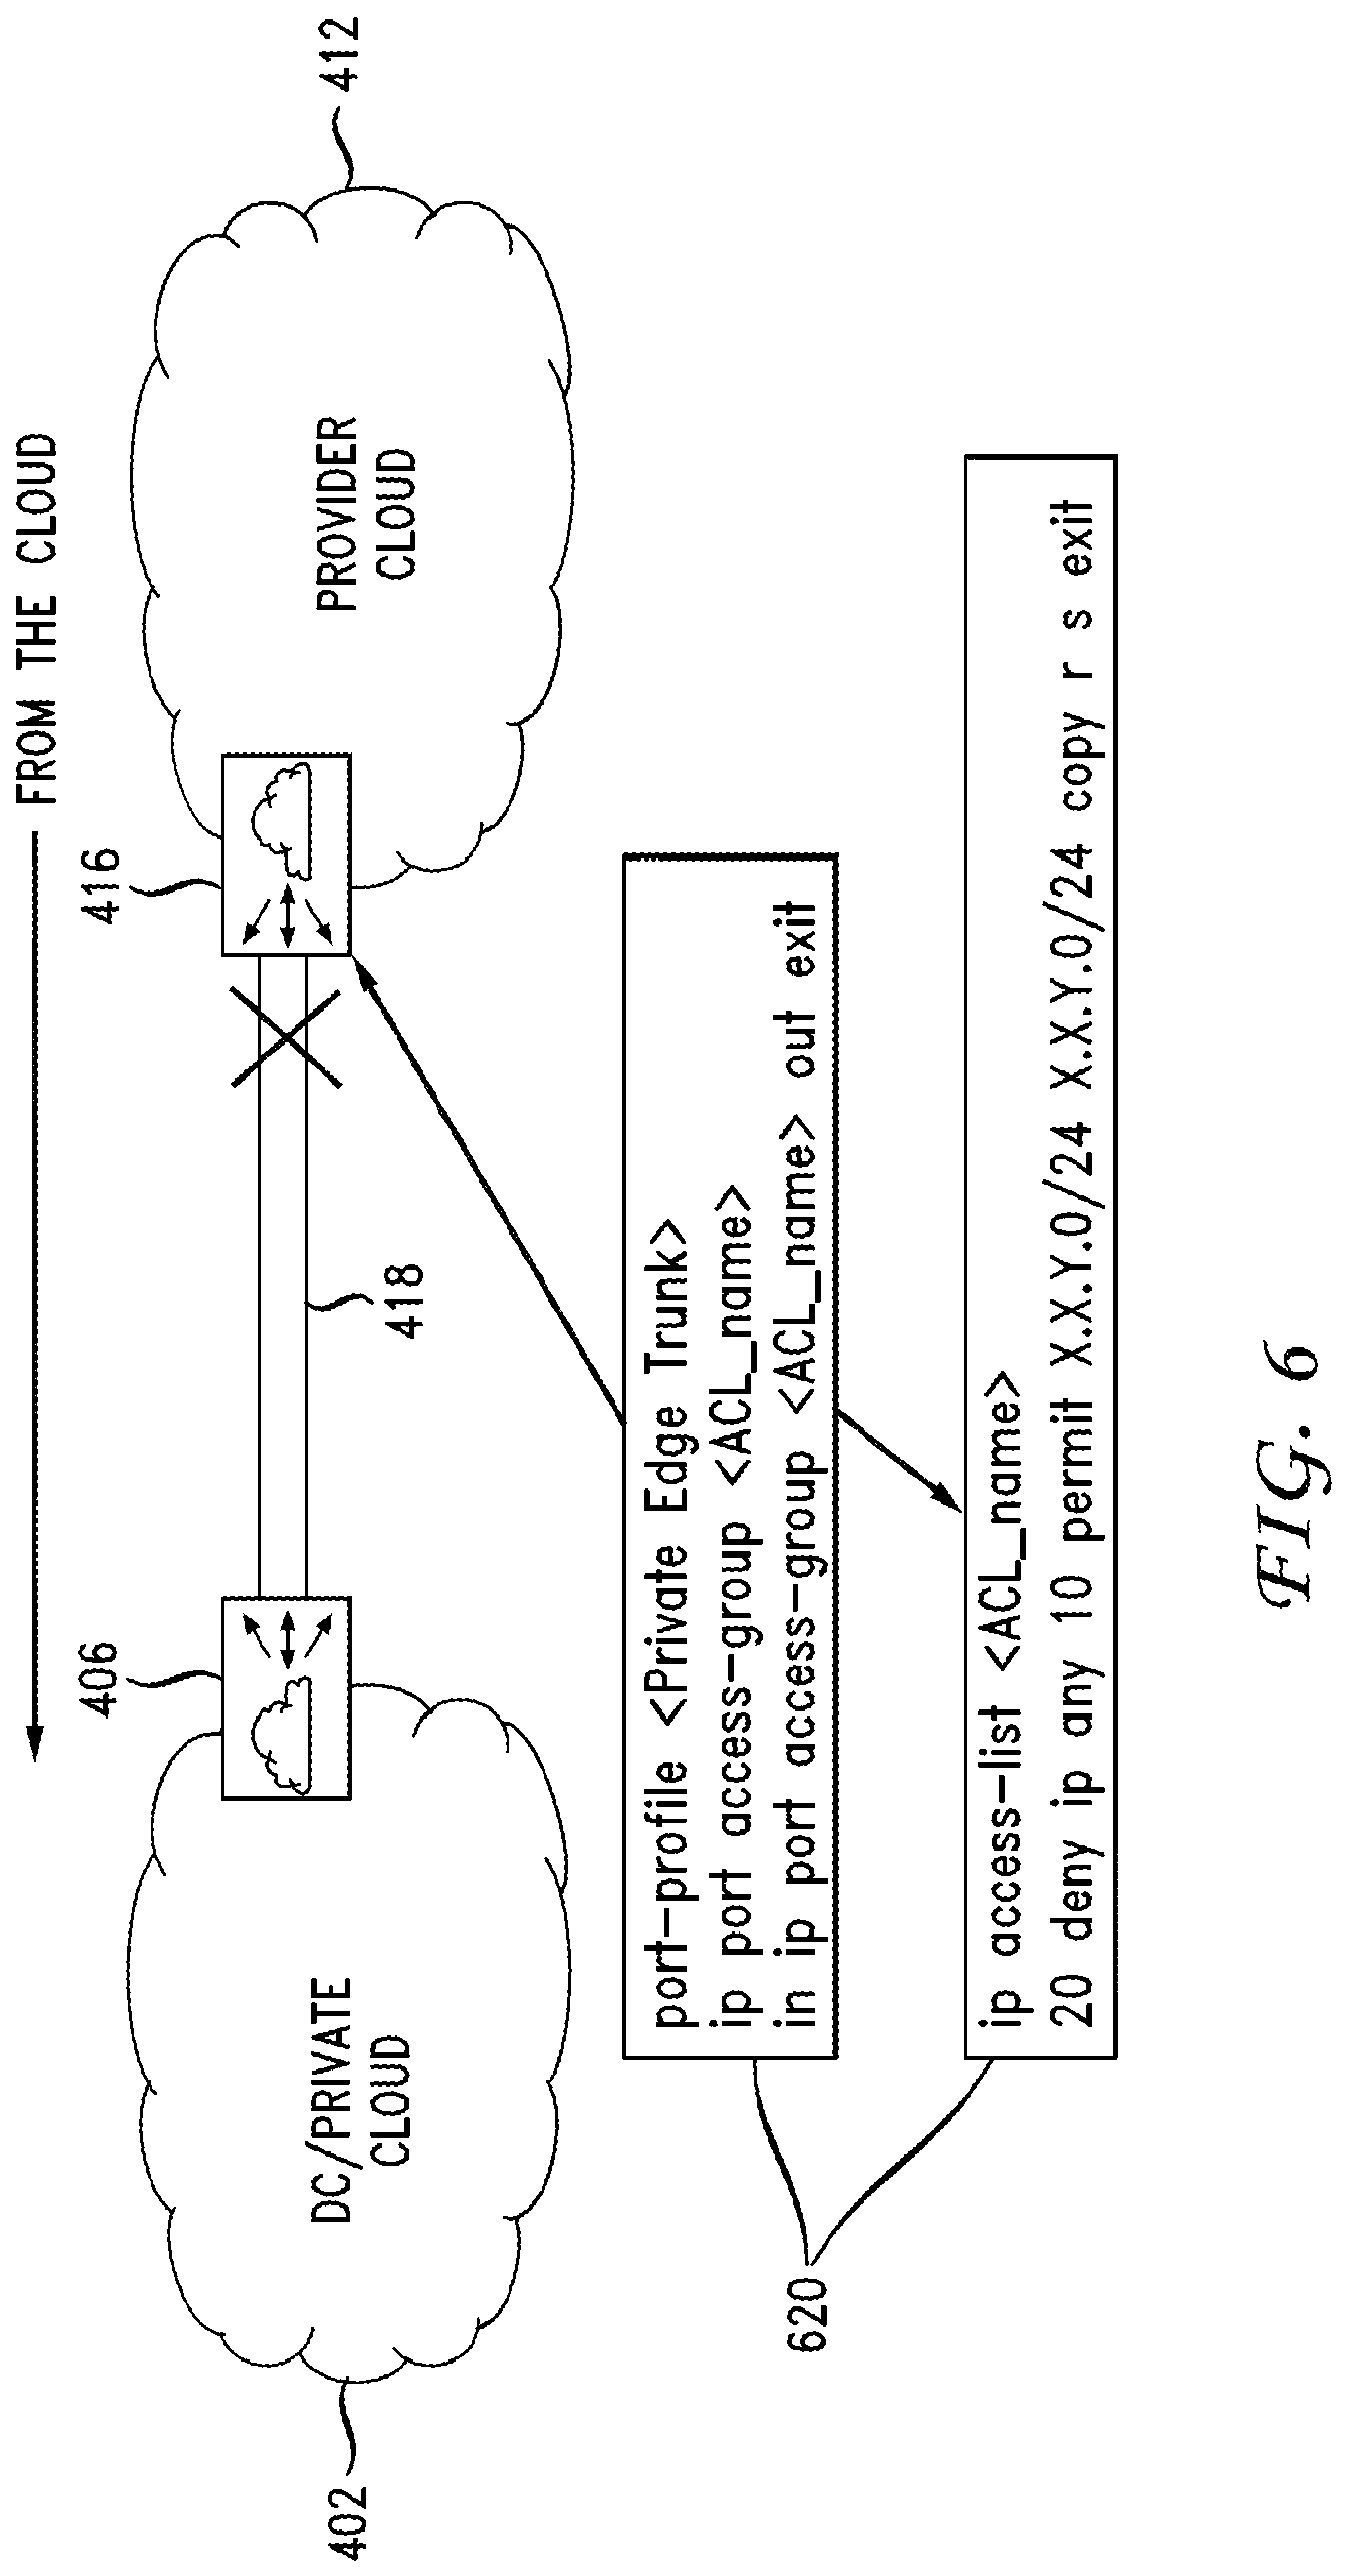 FROM THE CLOUD
406
416
DC/PRIVATE
CLOUD
PROVIDER
CLOUD
402
418
412
port-profile <Private Edge Trunk>
ip port access-group <ACL_name>
in ip port access-group <ACL_name> out exit
620
ip access-list <ACL_name>
20 deny ip any 10 permit X.X.Y.0/24 X.X.Y.0/24 copy r s exit
FIG. 6